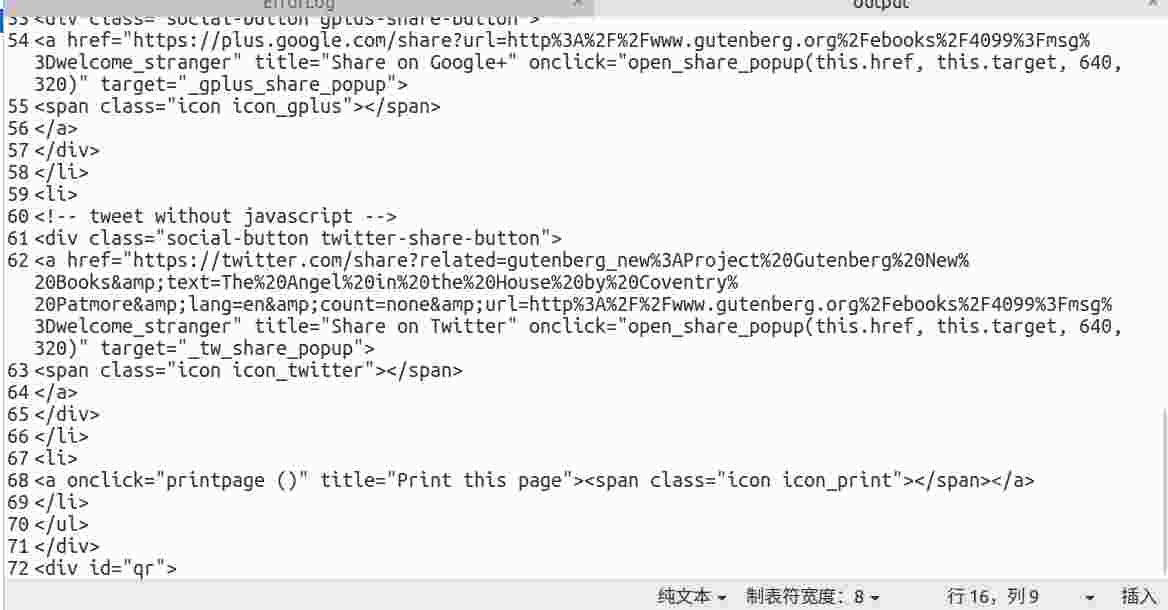 ErrorLog × Output ×
53 <div class="social-button gplus-share-button">
54 <a href="https://plus.google.com/share?url=http%3A%2F%2Fwww.gutenberg.org%2Febooks%2F4099%3Fmsg%
3Dwelcome_stranger" title="Share on Google+" onclick="open_share_popup(this.href, this.target, 640,
320)" target="_gplus_share_popup">
55 <span class="icon icon_gplus"></span>
56 </a>
57 </div>
58 </li>
59 <li>
60 <!-- tweet without javascript -->
61 <div class="social-button twitter-share-button">
62 <a href="https://twitter.com/share?related=gutenberg_new%3AProject%20Gutenberg%20New%
20Books&amp;text=The%20Angel%20in%20the%20House%20by%20Coventry%
20Patmore&amp;lang=en&amp;count=none&amp;url=http%3A%2F%2Fwww.gutenberg.org%2Febooks%2F4099%3Fmsg%
3Dwelcome_stranger" title="Share on Twitter" onclick="open_share_popup(this.href, this.target, 640,
320)" target="_tw_share_popup">
63 <span class="icon icon_twitter"></span>
64 </a>
65 </div>
66 </li>
67 <li>
68 <a onclick="printpage ()" title="Print this page"><span class="icon icon_print"></span></a>
69 </li>
70 </ul>
71 </div>
72 <div id="qr">
纯文本 制表符宽度：8 行 16，列 9 插入